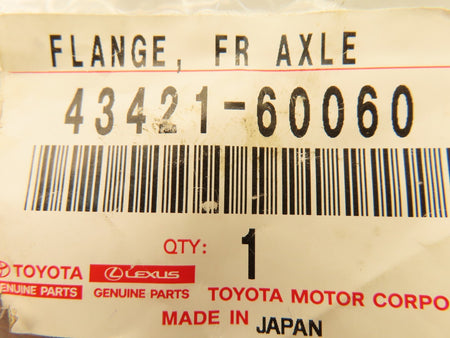 FLANGE, FR AXLE
43421-60060
QTY: 1
TOYOTA LEXUS
GENUINE PARTS GENUINE PARTS TOYOTA MOTOR CORPO
MADE IN JAPAN